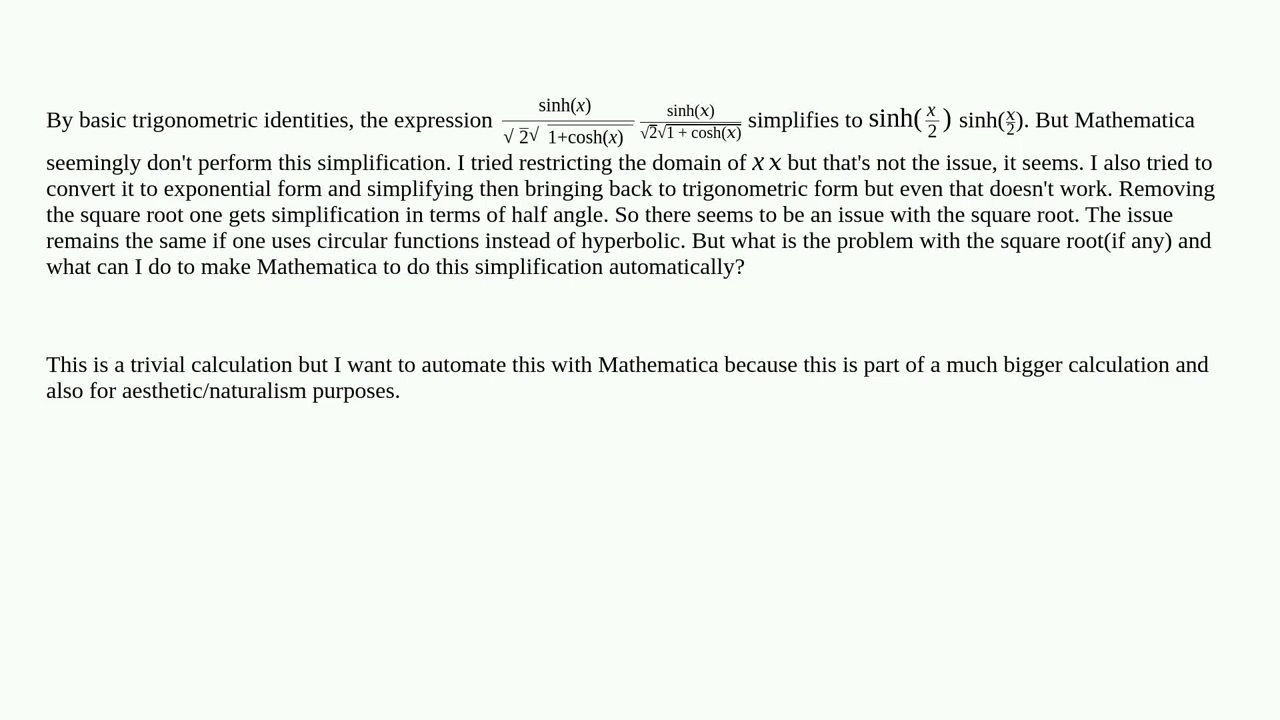 By basic trigonometric identities, the expression sinh(x)/√2√1+cosh(x) sinh(x)/√2√1 + cosh(x) simplifies to sinh(x/2) sinh(x/2). But Mathematica
seemingly don't perform this simplification. I tried restricting the domain of x x but that's not the issue, it seems. I also tried to
convert it to exponential form and simplifying then bringing back to trigonometric form but even that doesn't work. Removing
the square root one gets simplification in terms of half angle. So there seems to be an issue with the square root. The issue
remains the same if one uses circular functions instead of hyperbolic. But what is the problem with the square root(if any) and
what can I do to make Mathematica to do this simplification automatically?
This is a trivial calculation but I want to automate this with Mathematica because this is part of a much bigger calculation and
also for aesthetic/naturalism purposes.